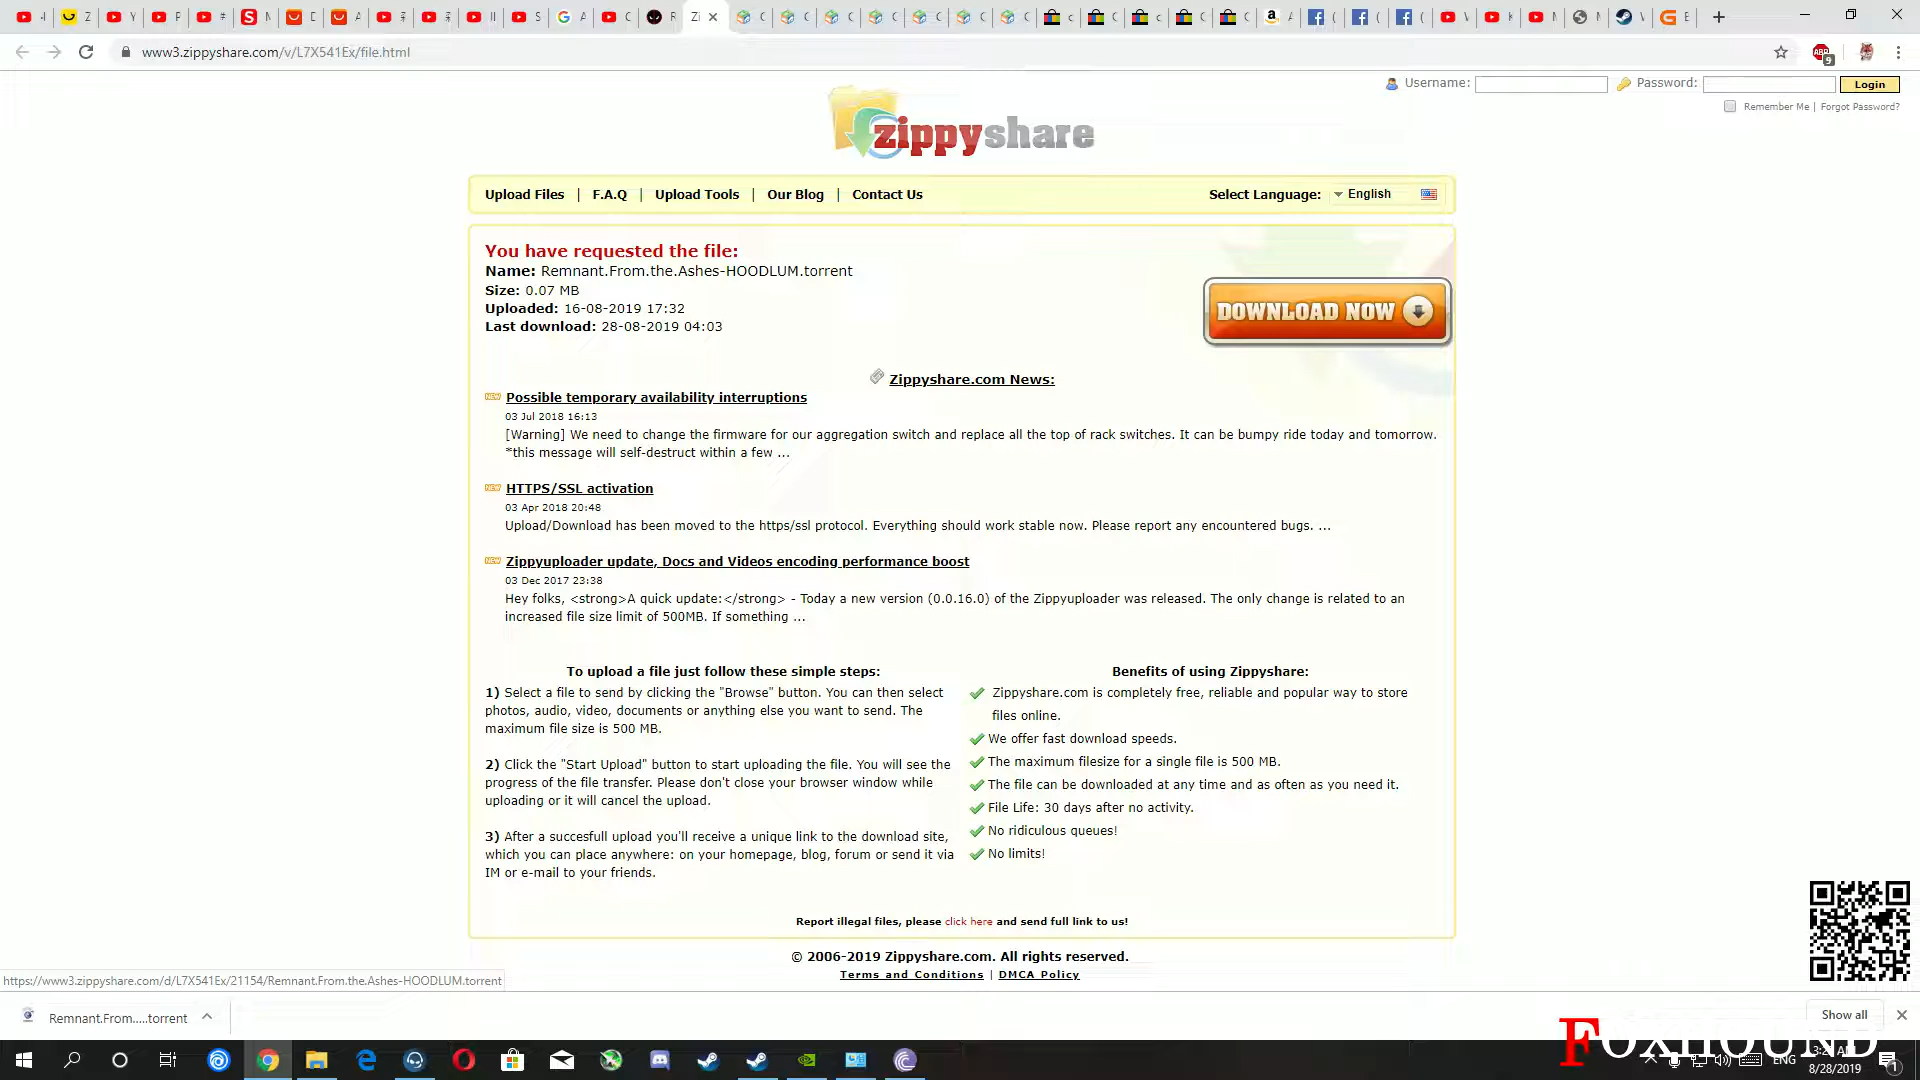 www3.zippyshare.com/v/L7X541Ex/file.html
Username:
Password:
Login
Remember Me | Forgot Password?
zippyshare
Upload Files | F.A.Q | Upload Tools | Our Blog | Contact Us
Select Language: English
You have requested the file:
Name: Remnant.From.the.Ashes-HOODLUM.torrent
Size: 0.07 MB
Uploaded: 16-08-2019 17:32
Last download: 28-08-2019 04:03
DOWNLOAD NOW
Zippyshare.com News:
NEW Possible temporary availability interruptions
03 Jul 2018 16:13
[Warning] We need to change the firmware for our aggregation switch and replace all the top of rack switches. It can be bumpy ride today and tomorrow.
*this message will self-destruct within a few ...
NEW HTTPS/SSL activation
03 Apr 2018 20:48
Upload/Download has been moved to the https/ssl protocol. Everything should work stable now. Please report any encountered bugs. ...
NEW Zippyuploader update, Docs and Videos encoding performance boost
03 Dec 2017 23:38
Hey folks, <strong>A quick update:</strong> - Today a new version (0.0.16.0) of the Zippyuploader was released. The only change is related to an
increased file size limit of 500MB. If something ...
To upload a file just follow these simple steps:
1) Select a file to send by clicking the "Browse" button. You can then select
photos, audio, video, documents or anything else you want to send. The
maximum file size is 500 MB.
2) Click the "Start Upload" button to start uploading the file. You will see the
progress of the file transfer. Please don't close your browser window while
uploading or it will cancel the upload.
3) After a succesfull upload you'll receive a unique link to the download site,
which you can place anywhere: on your homepage, blog, forum or send it via
IM or e-mail to your friends.
Benefits of using Zippyshare:
Zippyshare.com is completely free, reliable and popular way to store
files online.
We offer fast download speeds.
The maximum filesize for a single file is 500 MB.
The file can be downloaded at any time and as often as you need it.
File Life: 30 days after no activity.
No ridiculous queues!
No limits!
Report illegal files, please click here and send full link to us!
© 2006-2019 Zippyshare.com. All rights reserved.
Terms and Conditions | DMCA Policy
https://www3.zippyshare.com/d/L7X541Ex/21154/Remnant.From.the.Ashes-HOODLUM.torrent
Remnant.From.....torrent
Show all
FOXHOUND
ENG
8/28/2019